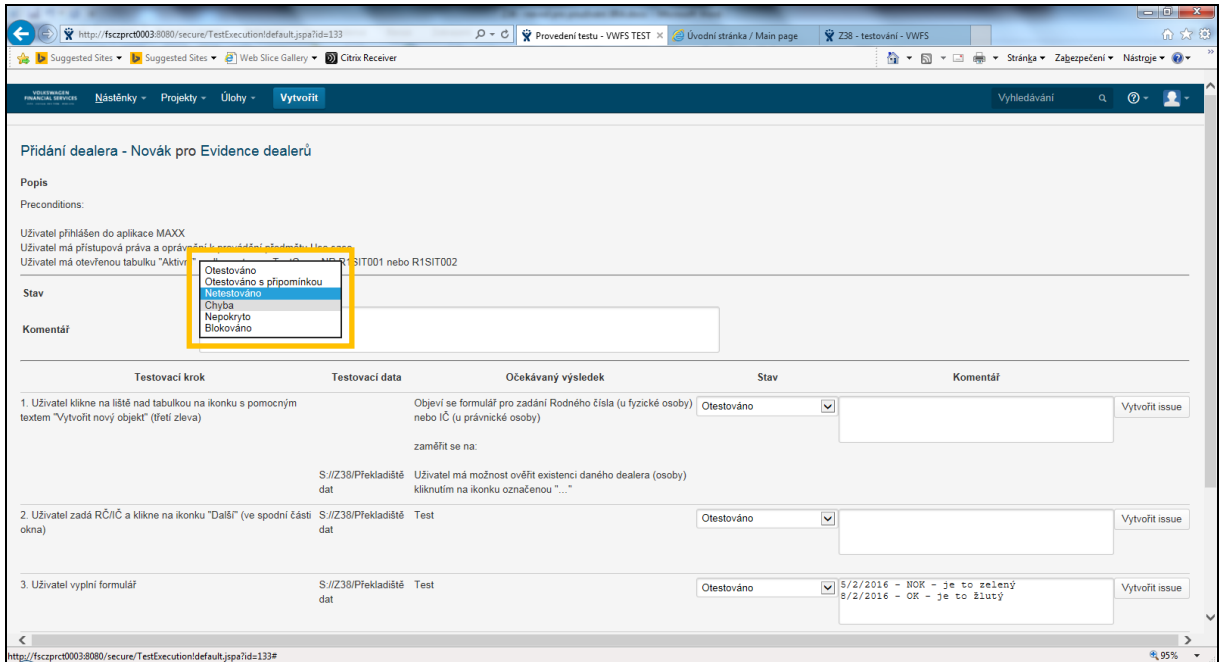 http://fsczprct0003:8080/secure/TestExecution!default.jspa?id=133
Provedení testu - VWFS TEST
Úvodní stránka / Main page
Z38 - testování - VWFS
Suggested Sites
Suggested Sites
Web Slice Gallery
Citrix Receiver
Stránka
Zabezpečení
Nástroje
VOLKSWAGEN
FINANCIAL SERVICES
Nástěnky
Projekty
Úlohy
Vytvořit
Vyhledávání
Přidání dealera - Novák pro Evidence dealerů
Popis
Preconditions:
Uživatel přihlášen do aplikace MAXX
Uživatel má přístupová práva a oprávnění k provádění předmětu Use case
Uživatel má otevřenou tabulku "Aktivn R1SIT001 nebo R1SIT002
Otestováno
Otestováno s připomínkou
Netestováno
Chyba
Nepokryto
Blokováno
Stav
Komentář
Testovací krok Testovací data Očekávaný výsledek Stav Komentář
1. Uživatel klikne na liště nad tabulkou na ikonku s pomocným
textem "Vytvořit nový objekt" (třetí zleva)
Objeví se formulář pro zadání Rodného čísla (u fyzické osoby)
nebo IČ (u právnické osoby)
zaměřit se na:
Otestováno
Vytvořit issue
S://Z38/Překladiště
dat
Uživatel má možnost ověřit existenci daného dealera (osoby)
kliknutím na ikonku označenou "..."
2. Uživatel zadá RČ/IČ a klikne na ikonku "Další" (ve spodní části
okna)
S://Z38/Překladiště
dat
Test
Otestováno
Vytvořit issue
3. Uživatel vyplní formulář
S://Z38/Překladiště
dat
Test
Otestováno
5/2/2016 - NOK - je to zelený
8/2/2016 - OK - je to žlutý
Vytvořit issue
http://fsczprct0003:8080/secure/TestExecution!default.jspa?id=133#
95%